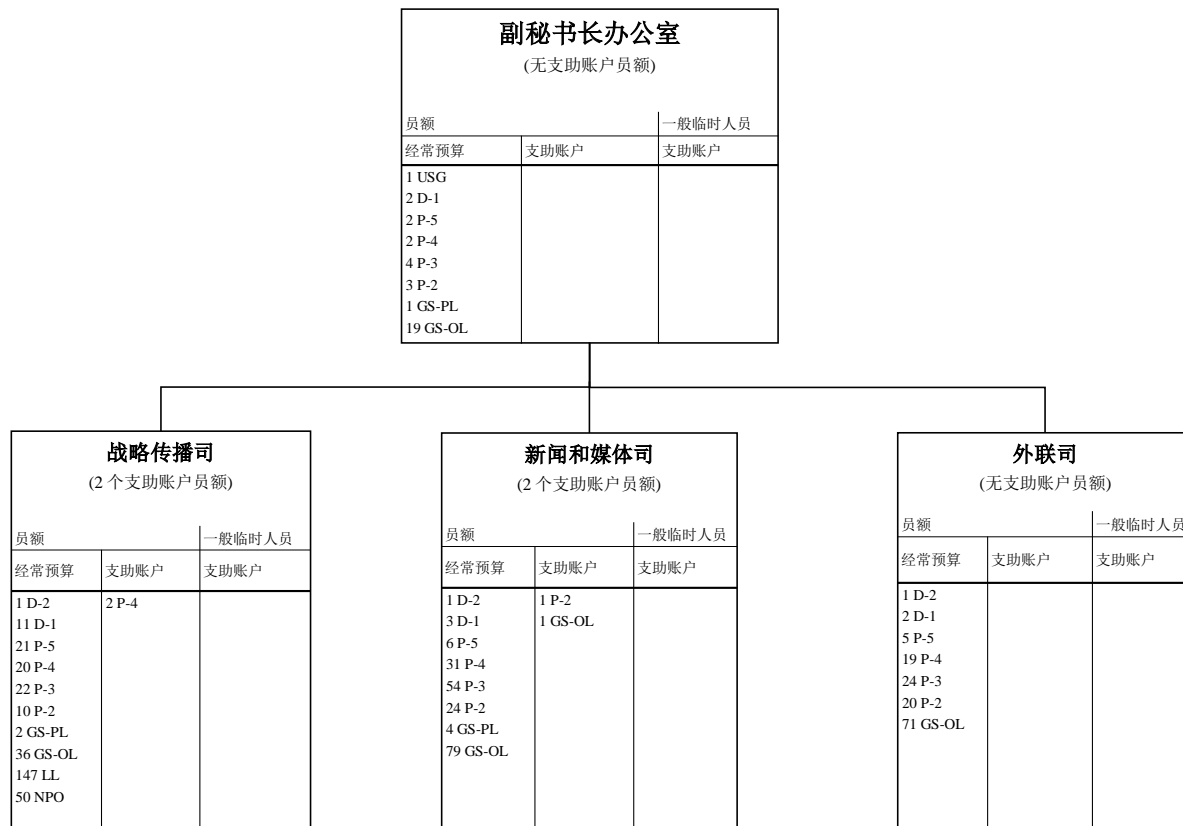 副秘书长办公室
(无支助账户员额)
员额 一般临时人员
经常预算 支助账户 支助账户
1 USG
2 D-1
2 P-5
2 P-4
4 P-3
3 P-2
1 GS-PL
19 GS-OL
战略传播司
(2 个支助账户员额)
员额 一般临时人员
经常预算 支助账户 支助账户
1 D-2 2 P-4
11 D-1
21 P-5
20 P-4
22 P-3
10 P-2
2 GS-PL
36 GS-OL
147 LL
50 NPO
新闻和媒体司
(2 个支助账户员额)
员额 一般临时人员
经常预算 支助账户 支助账户
1 D-2 1 P-2
3 D-1 1 GS-OL
6 P-5
31 P-4
54 P-3
24 P-2
4 GS-PL
79 GS-OL
外联司
(无支助账户员额)
员额 一般临时人员
经常预算 支助账户 支助账户
1 D-2
2 D-1
5 P-5
19 P-4
24 P-3
20 P-2
71 GS-OL